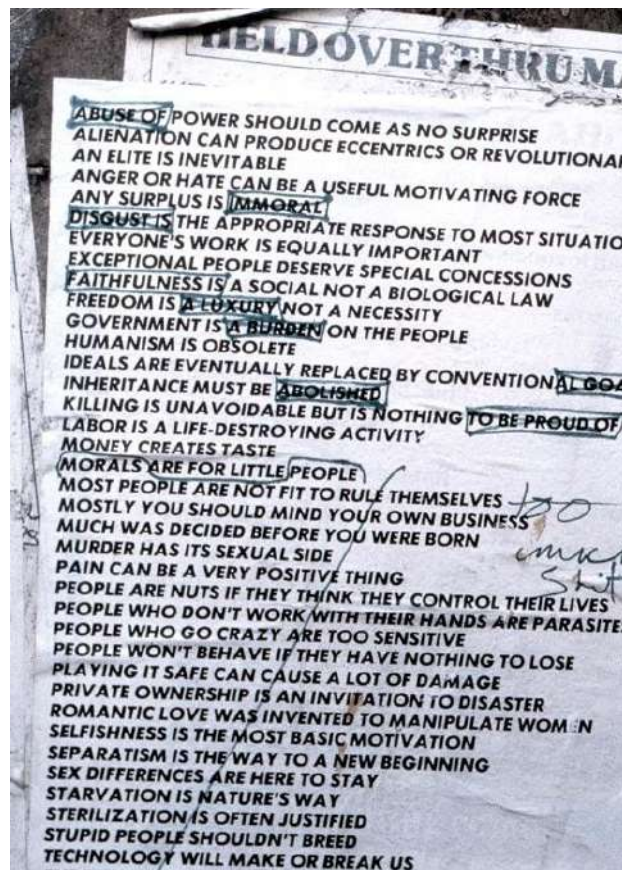 HELD OVER THRU MA
ABUSE OF POWER SHOULD COME AS NO SURPRISE
ALIENATION CAN PRODUCE ECCENTRICS OR REVOLUTIONAR
AN ELITE IS INEVITABLE
ANGER OR HATE CAN BE A USEFUL MOTIVATING FORCE
ANY SURPLUS IS IMMORAL
DISGUST IS THE APPROPRIATE RESPONSE TO MOST SITUATIO
EVERYONE'S WORK IS EQUALLY IMPORTANT
EXCEPTIONAL PEOPLE DESERVE SPECIAL CONCESSIONS
FAITHFULNESS IS A SOCIAL NOT A BIOLOGICAL LAW
FREEDOM IS A LUXURY NOT A NECESSITY
GOVERNMENT IS A BURDEN ON THE PEOPLE
HUMANISM IS OBSOLETE
IDEALS ARE EVENTUALLY REPLACED BY CONVENTIONAL GOA
INHERITANCE MUST BE ABOLISHED
KILLING IS UNAVOIDABLE BUT IS NOTHING TO BE PROUD OF
LABOR IS A LIFE-DESTROYING ACTIVITY
MONEY CREATES TASTE
MORALS ARE FOR LITTLE PEOPLE
MOST PEOPLE ARE NOT FIT TO RULE THEMSELVES
too
MOSTLY YOU SHOULD MIND YOUR OWN BUSINESS
MUCH WAS DECIDED BEFORE YOU WERE BORN
MURDER HAS ITS SEXUAL SIDE
PAIN CAN BE A VERY POSITIVE THING
Shit
PEOPLE ARE NUTS IF THEY THINK THEY CONTROL THEIR LIVES
PEOPLE WHO DON'T WORK WITH THEIR HANDS ARE PARASITE
PEOPLE WHO GO CRAZY ARE TOO SENSITIVE
PEOPLE WON'T BEHAVE IF THEY HAVE NOTHING TO LOSE
PLAYING IT SAFE CAN CAUSE A LOT OF DAMAGE
PRIVATE OWNERSHIP IS AN INVITATION TO DISASTER
ROMANTIC LOVE WAS INVENTED TO MANIPULATE WOMEN
SELFISHNESS IS THE MOST BASIC MOTIVATION
SEPARATISM IS THE WAY TO A NEW BEGINNING
SEX DIFFERENCES ARE HERE TO STAY
STARVATION IS NATURE'S WAY
STERILIZATION IS OFTEN JUSTIFIED
STUPID PEOPLE SHOULDN'T BREED
TECHNOLOGY WILL MAKE OR BREAK US